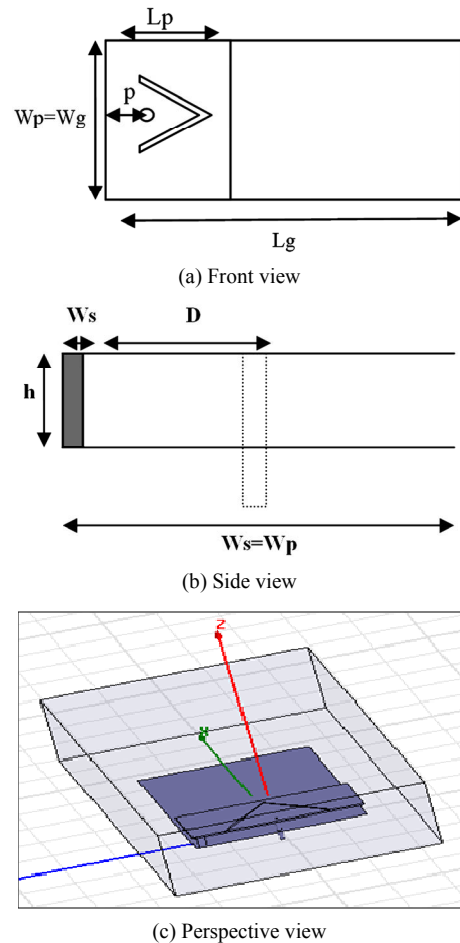 Lp
p
Wp=Wg
Lg
(a) Front view
Ws D
h
Ws=Wp
(b) Side view
Z
(c) Perspective view